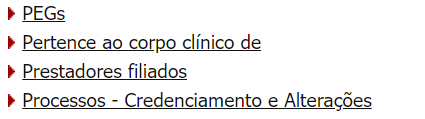 PEGs
Pertence ao corpo clínico de
Prestadores filiados
Processos - Credenciamento e Alterações